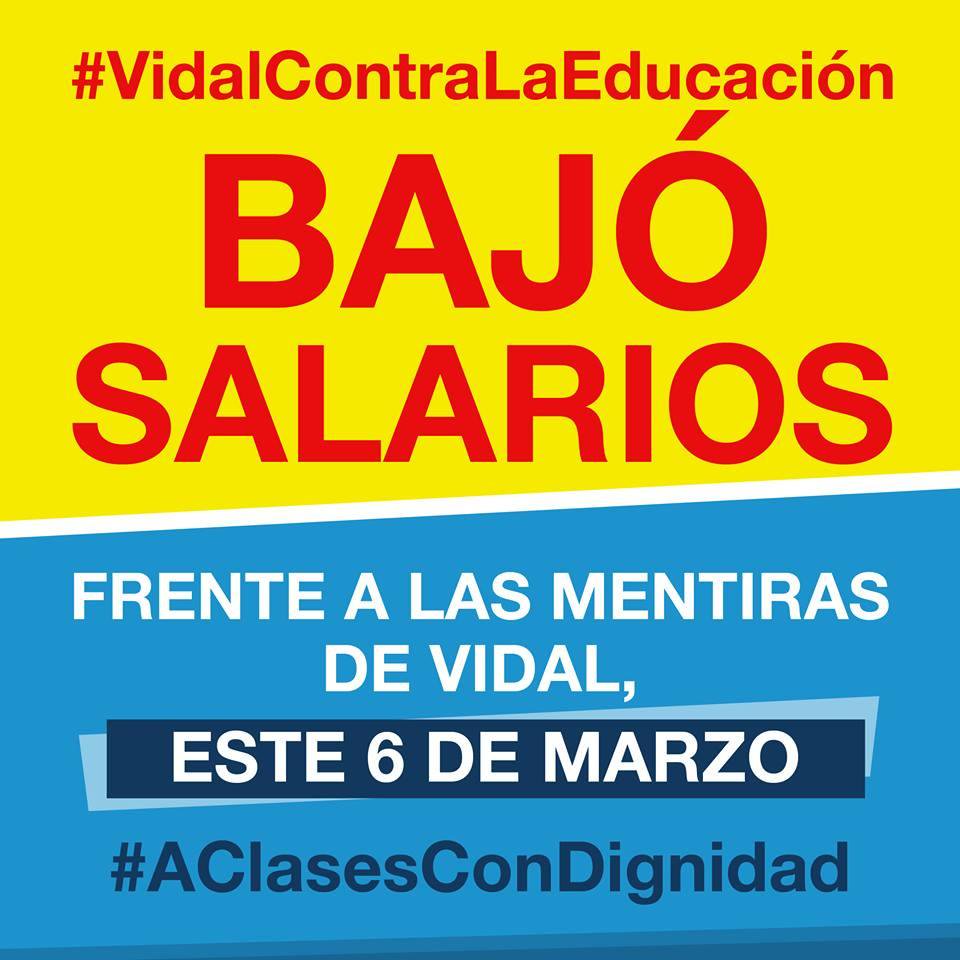 #VidalContraLaEducación
BAJÓ
SALARIOS
FRENTE A LAS MENTIRAS
DE VIDAL,
ESTE 6 DE MARZO
#AClasesConDignidad